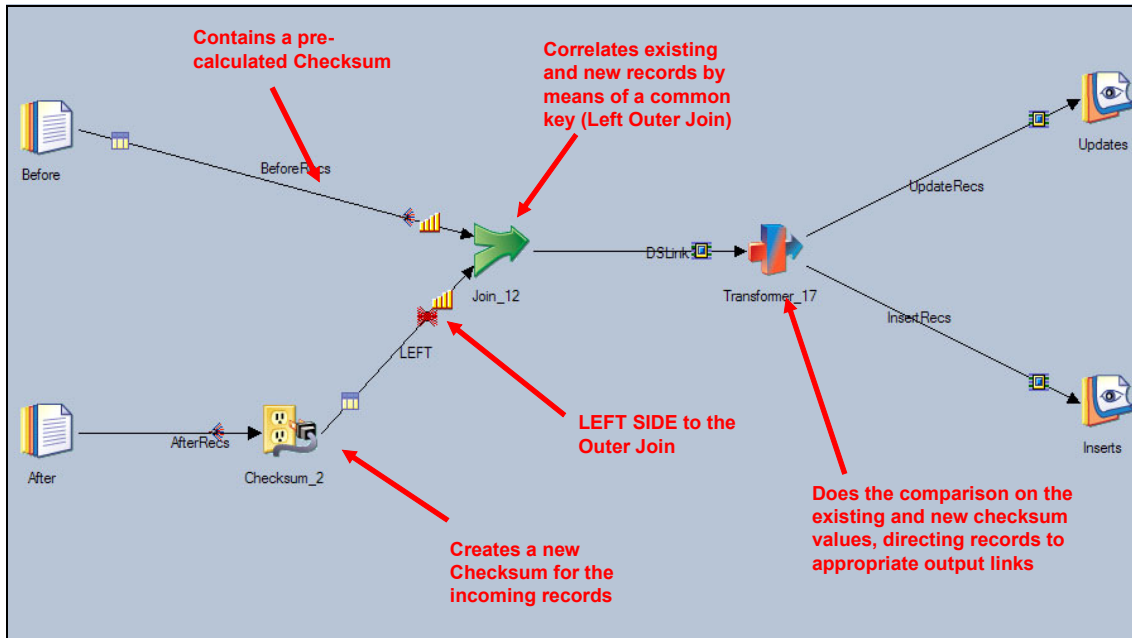 Contains a pre-
calculated Checksum
Correlates existing
and new records by
means of a common
key (Left Outer Join)
Before
BeforeRecs
Updates
UpdateRecs
Join_12
DSLink
Transformer_17
InsertRecs
LEFT
After
AfterRecs
Checksum_2
LEFT SIDE to the
Outer Join
Inserts
Creates a new
Checksum for the
incoming records
Does the comparison on the
existing and new checksum
values, directing records to
appropriate output links